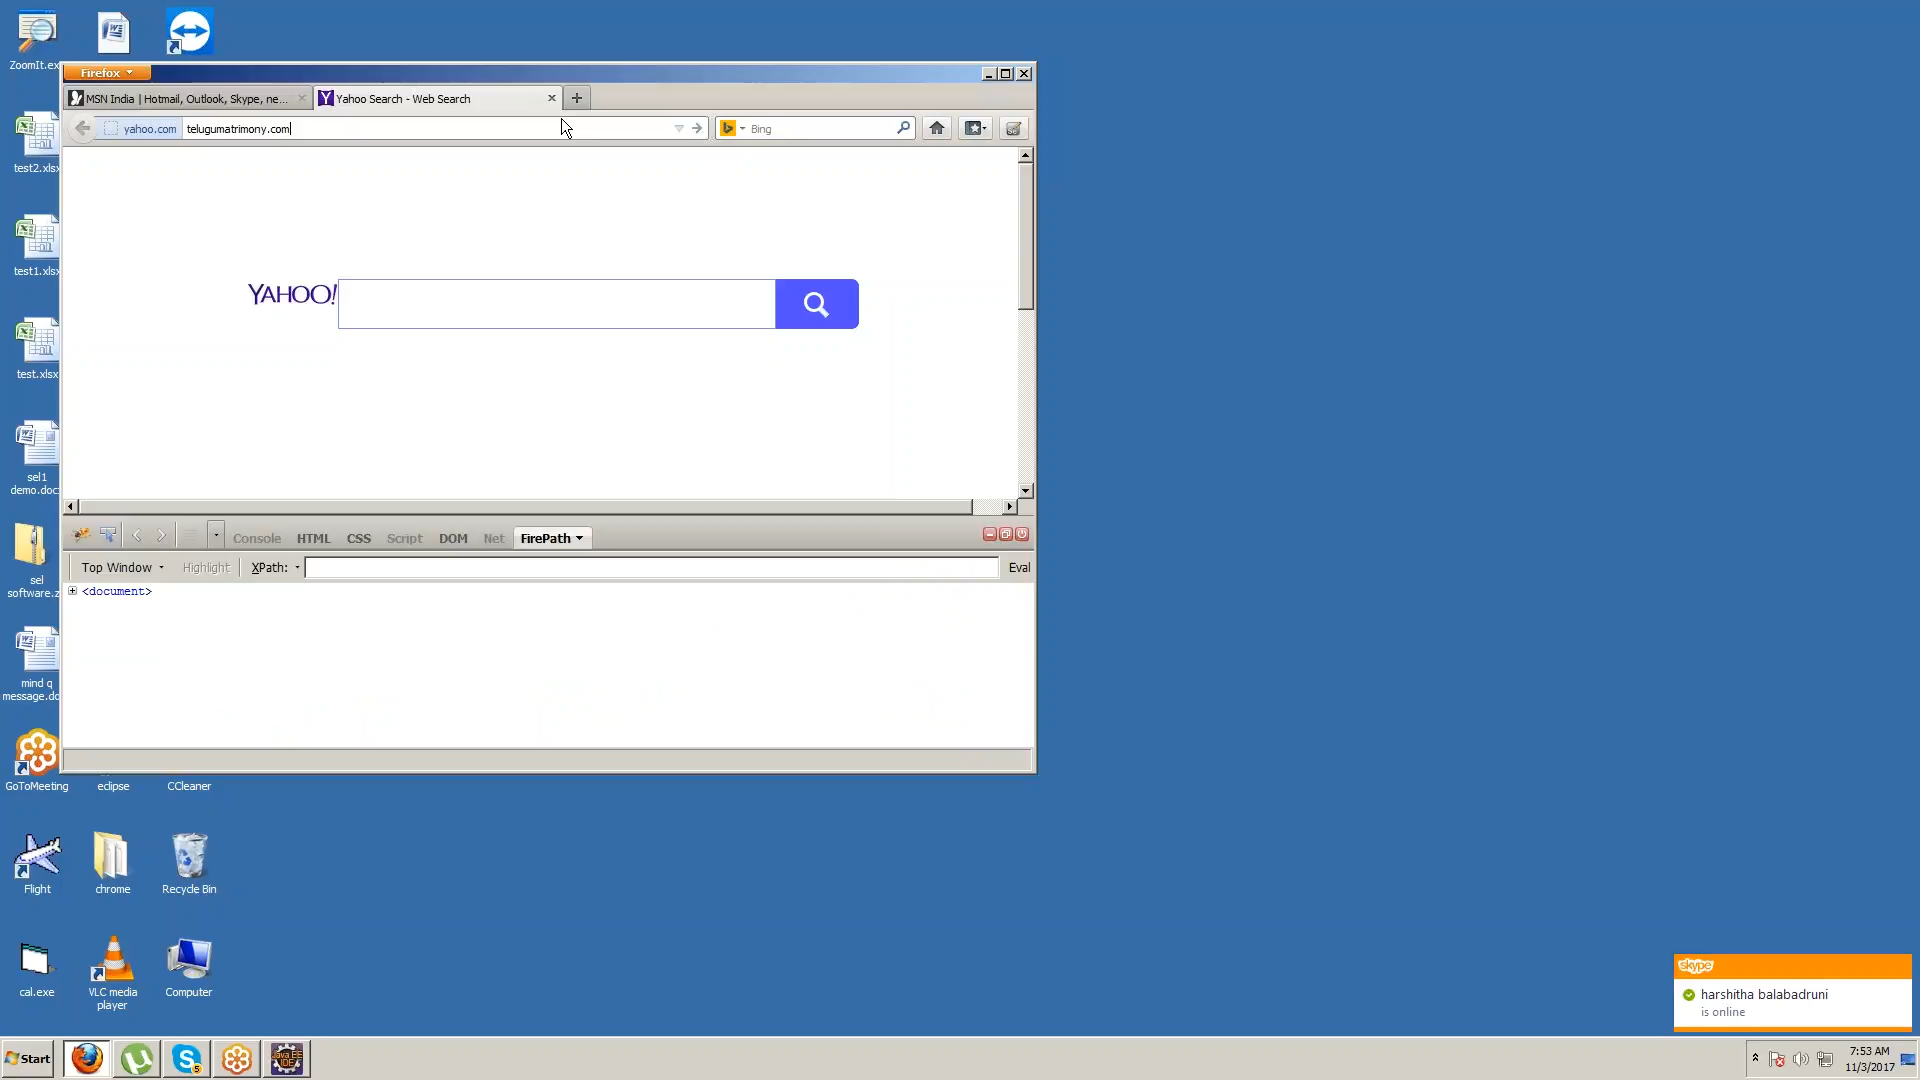 ZoomIt.ex
Firefox
MSN India | Hotmail, Outlook, Skype, ne...
Yahoo Search - Web Search
yahoo.com
telugumatrimony.com
Bing
YAHOO!
test2.xlsx
test1.xlsx
test.xlsx
sel1
demo.doc
sel
software.z
mind q
message.do
Console
HTML
CSS
Script
DOM
Net
FirePath
Top Window
Highlight
XPath:
Eval
<document>
GoToMeeting
eclipse
CCleaner
Flight
chrome
Recycle Bin
cal.exe
VLC media
player
Computer
skype
harshitha balabadruni
is online
Start
Java EE
IDE
7:53 AM
11/3/2017